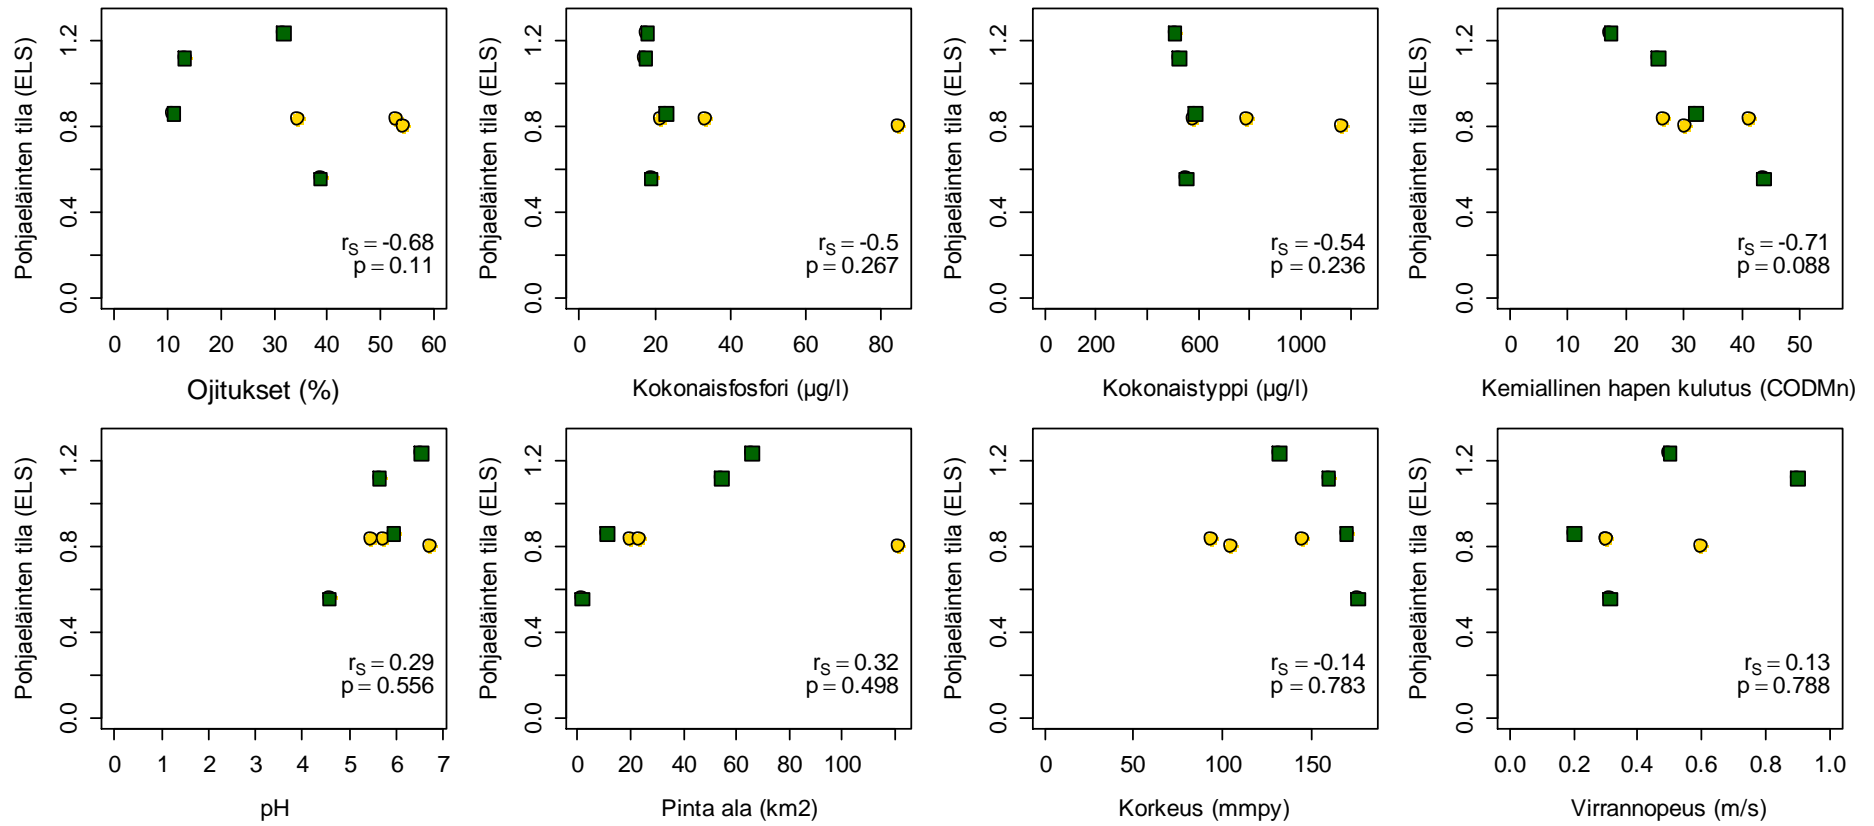 Pohjaeläinten tila (ELS)
0.0 0.4 0.8 1.2
r_S = -0.68
p = 0.11
0 10 20 30 40 50 60
Ojitukset (%)
Pohjaeläinten tila (ELS)
0.0 0.4 0.8 1.2
r_S = -0.5
p = 0.267
0 20 40 60 80
Kokonaisfosfori (µg/l)
Pohjaeläinten tila (ELS)
0.0 0.4 0.8 1.2
r_S = -0.54
p = 0.236
0 200 600 1000
Kokonaistyppi (µg/l)
Pohjaeläinten tila (ELS)
0.0 0.4 0.8 1.2
r_S = -0.71
p = 0.088
0 10 20 30 40 50
Kemiallinen hapen kulutus (CODMn)
Pohjaeläinten tila (ELS)
0.0 0.4 0.8 1.2
r_S = 0.29
p = 0.556
0 1 2 3 4 5 6 7
pH
Pohjaeläinten tila (ELS)
0.0 0.4 0.8 1.2
r_S = 0.32
p = 0.498
0 20 40 60 80 100
Pinta ala (km2)
Pohjaeläinten tila (ELS)
0.0 0.4 0.8 1.2
r_S = -0.14
p = 0.783
0 50 100 150
Korkeus (mmpy)
Pohjaeläinten tila (ELS)
0.0 0.4 0.8 1.2
r_S = 0.13
p = 0.788
0.0 0.2 0.4 0.6 0.8 1.0
Virrannopeus (m/s)